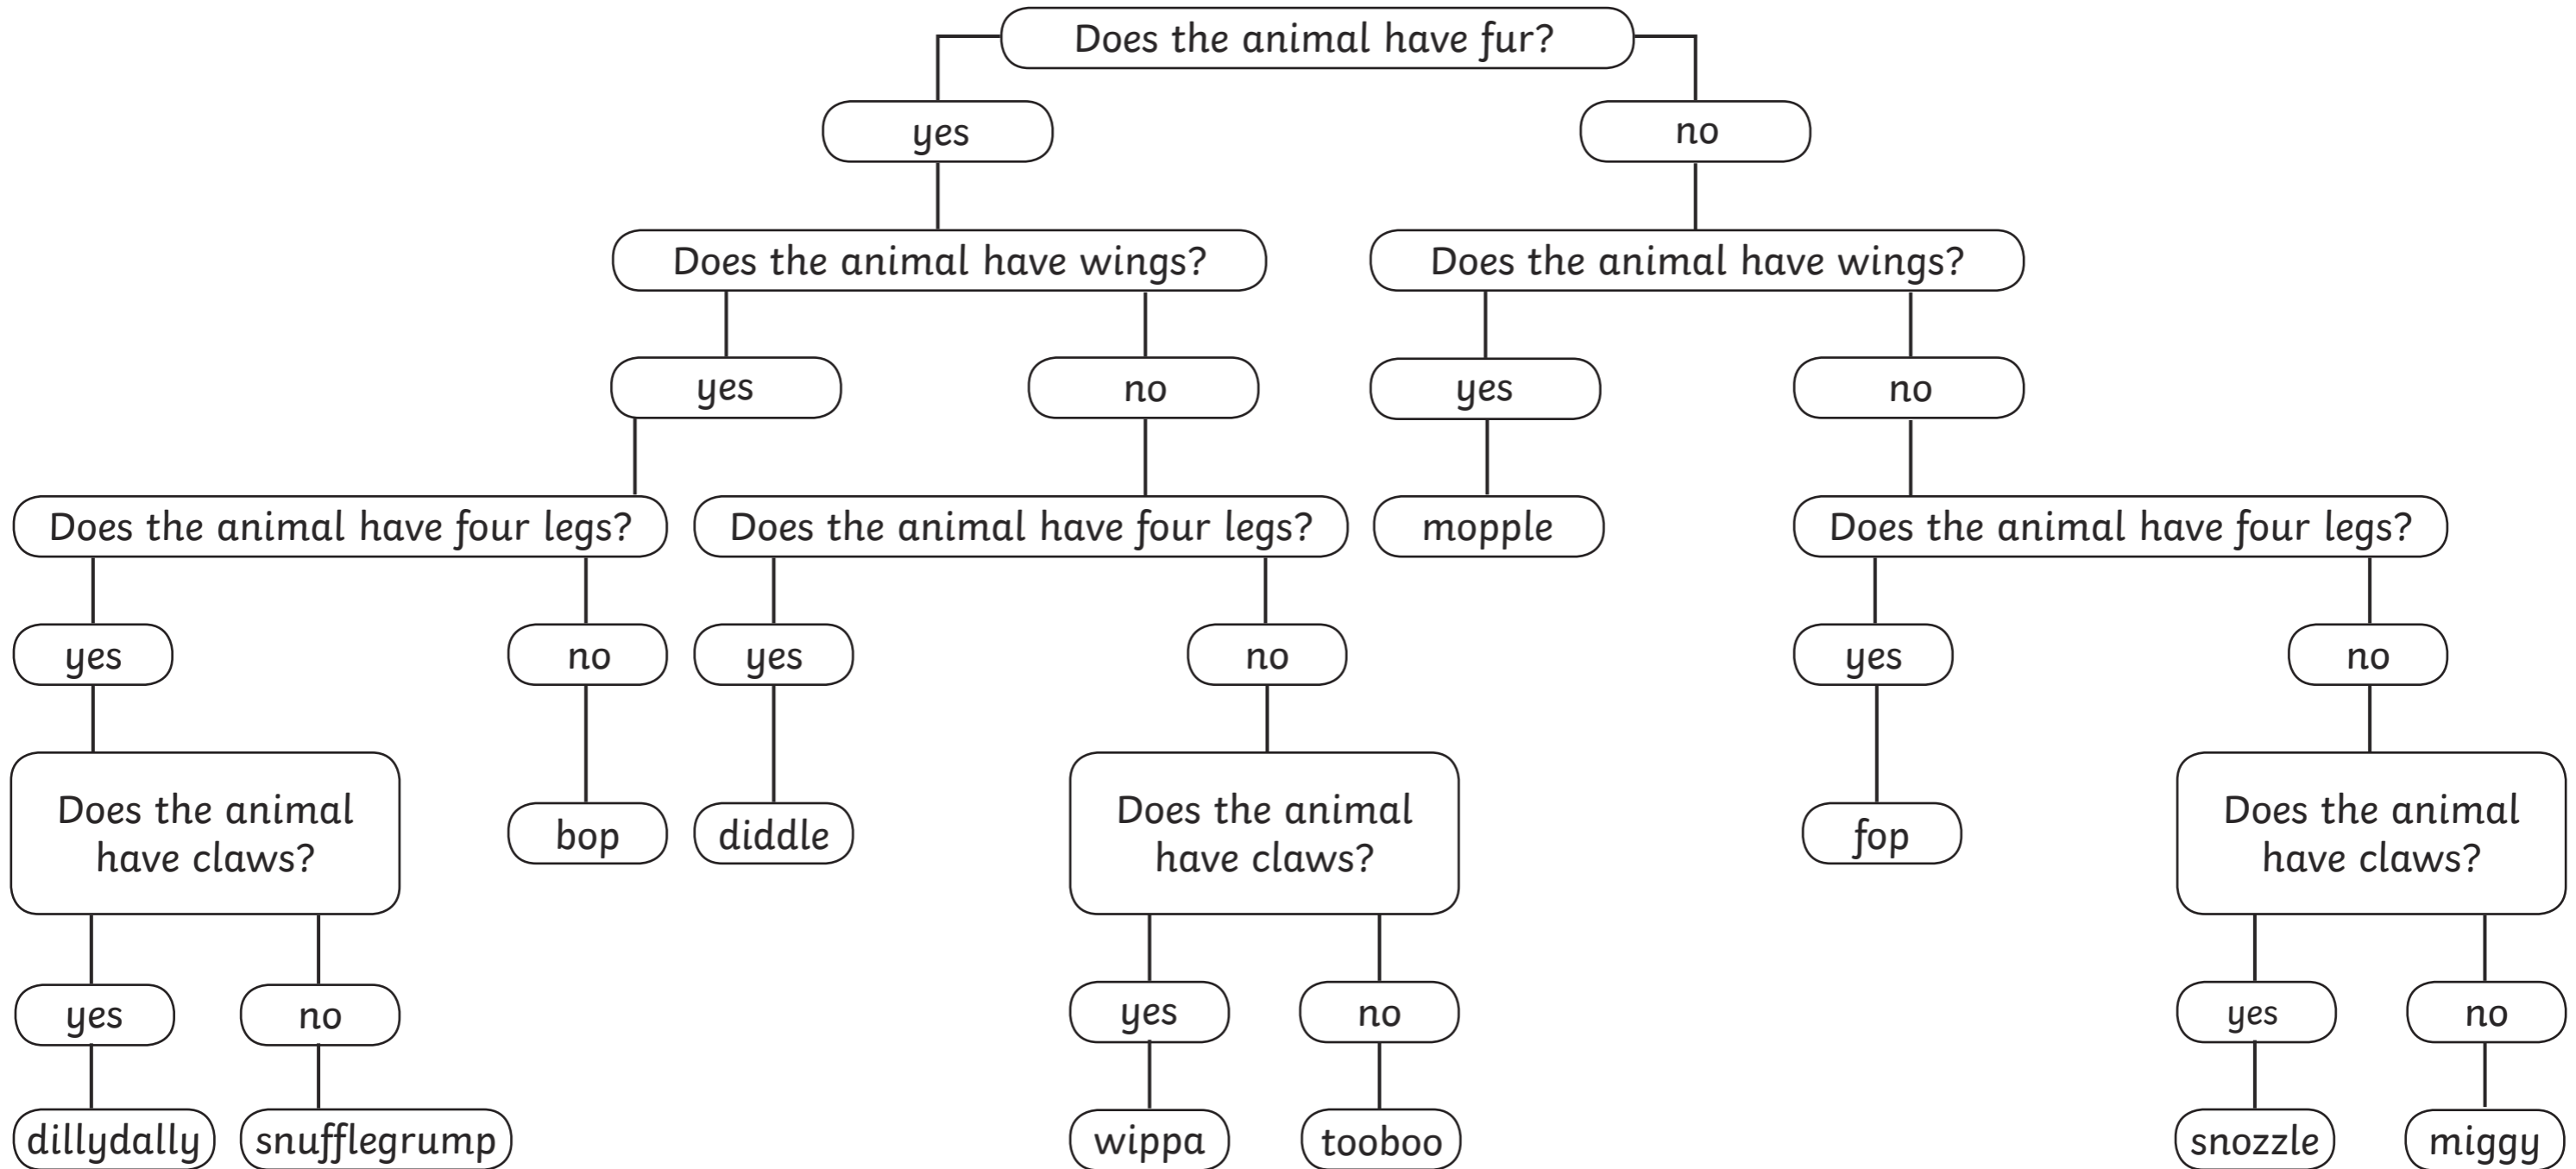 Does the animal have fur?
yes
no
Does the animal have wings?
Does the animal have wings?
yes
no
yes
no
Does the animal have four legs?
Does the animal have four legs?
mopple
Does the animal have four legs?
yes
no
yes
no
yes
no
Does the animal
have claws?
bop
diddle
Does the animal
have claws?
fop
Does the animal
have claws?
yes
no
yes
no
yes
no
dillydally
snufflegrump
wippa
tooboo
snozzle
miggy